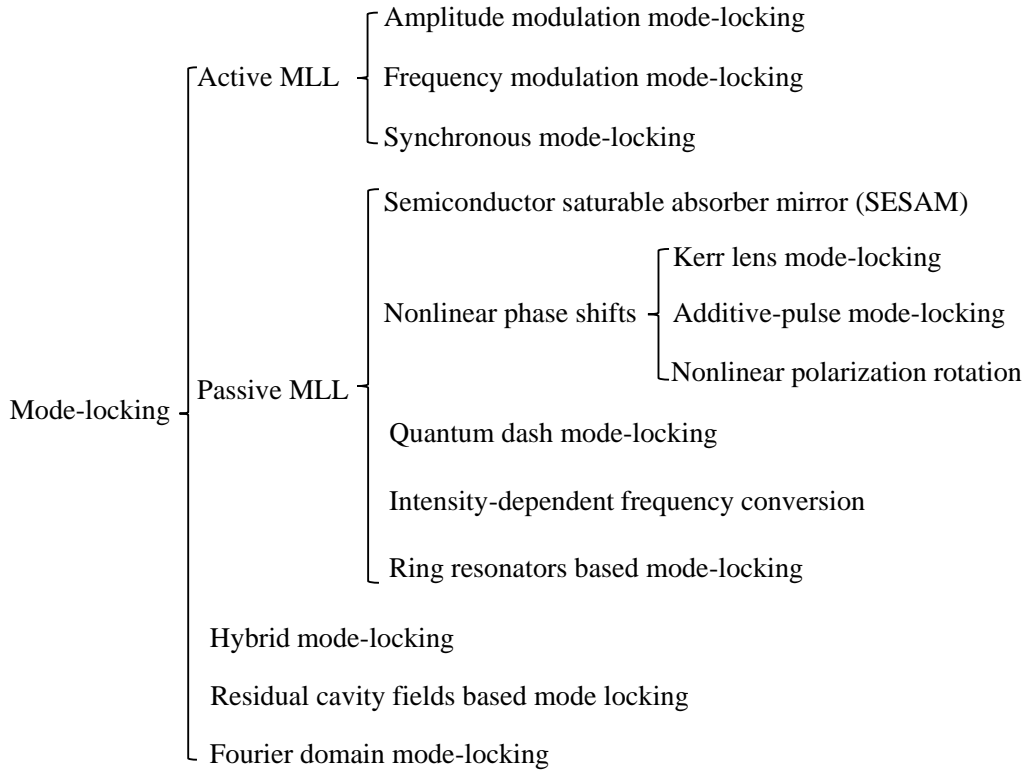 Amplitude modulation mode-locking
Active MLL
Frequency modulation mode-locking
Synchronous mode-locking
Semiconductor saturable absorber mirror (SESAM)
Kerr lens mode-locking
Nonlinear phase shifts
Additive-pulse mode-locking
Nonlinear polarization rotation
Passive MLL
Mode-locking
Quantum dash mode-locking
Intensity-dependent frequency conversion
Ring resonators based mode-locking
Hybrid mode-locking
Residual cavity fields based mode locking
Fourier domain mode-locking